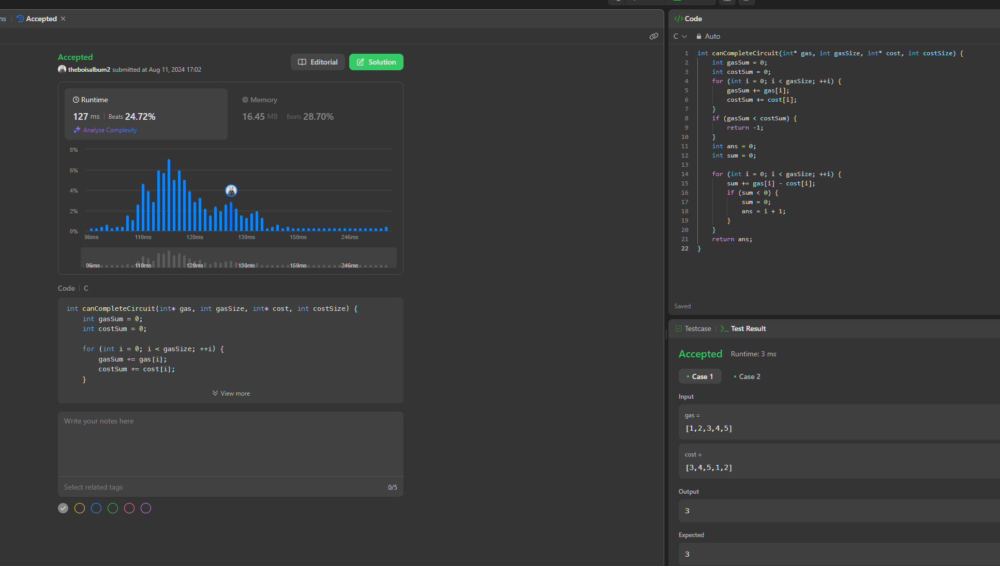 ns
Accepted
Accepted
theboisalbum2 submitted at Aug 11, 2024 17:02
Editorial
Solution
Runtime
127 ms
Beats 24.72%
Analyze Complexity
Memory
16.45 MB
Beats 28.70%
8%
6%
4%
2%
0%
96ms 110ms 120ms 130ms 150ms 246ms
96ms 110ms 120ms 130ms 150ms 246ms
Code
C
int canCompleteCircuit(int* gas, int gasSize, int* cost, int costSize) {
int gasSum = 0;
int costSum = 0;
for (int i = 0; i < gasSize; ++i) {
gasSum += gas[i];
costSum += cost[i];
}
View more
Write your notes here
Select related tags
0/5
</> Code
C
Auto
1 int canCompleteCircuit(int* gas, int gasSize, int* cost, int costSize) {
2 int gasSum = 0;
3 int costSum = 0;
4 for (int i = 0; i < gasSize; ++i) {
5 gasSum += gas[i];
6 costSum += cost[i];
7 }
8 if (gasSum < costSum) {
9 return -1;
10 }
11 int ans = 0;
12 int sum = 0;
13
14 for (int i = 0; i < gasSize; ++i) {
15 sum += gas[i] - cost[i];
16 if (sum < 0) {
17 sum = 0;
18 ans = i + 1;
19 }
20 }
21 return ans;
22 }
Saved
Testcase
Test Result
Accepted
Runtime: 3 ms
Case 1
Case 2
Input
gas =
[1,2,3,4,5]
cost =
[3,4,5,1,2]
Output
3
Expected
3